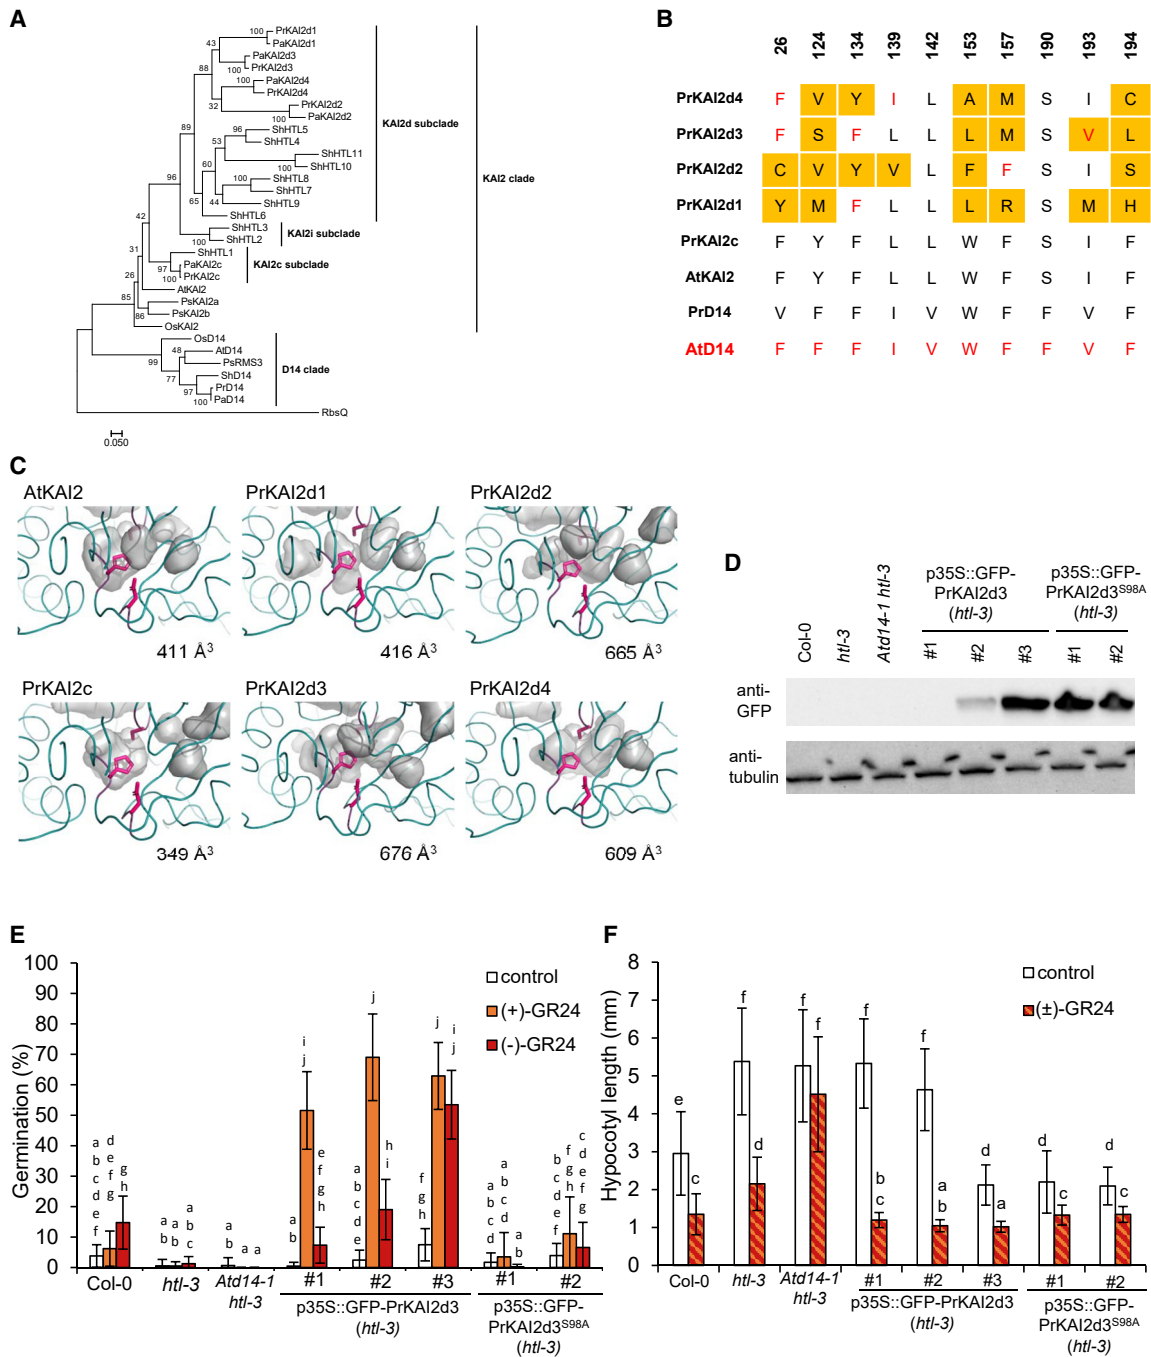 A
PrKAI2d1
PaKAI2d1
PaKAI2d3
PrKAI2d3
PaKAI2d4
PrKAI2d4
PrKAI2d2
PaKAI2d2
ShHTL5
ShHTL4
ShHTL11
ShHTL10
ShHTL8
ShHTL7
ShHTL9
ShHTL6
ShHTL3
ShHTL2
ShHTL1
PaKAI2c
PrKAI2c
AtKAI2
PsKAI2a
PsKAI2b
OsKAI2
OsD14
AtD14
PsRMS3
ShD14
PrD14
PaD14
RbsQ
100
43
100
88
100
32
100
89
96
53
60
100
65
44
96
100
42
31
97
100
26
85
86
99
48
77
97
100
0.050
KAI2d subclade
KAI2i subclade
KAI2c subclade
KAI2 clade
D14 clade
B
26 124 134 139 142 153 157 190 193 194
PrKAI2d4 F V Y I L A M S I C
PrKAI2d3 F S F L L L M S V L
PrKAI2d2 C V Y V L F F S I S
PrKAI2d1 Y M F L L L R S M H
PrKAI2c F Y F L L W F S I F
AtKAI2 F Y F L L W F S I F
PrD14 V F F I V W F F V F
AtD14 F F F I V W F F V F
C
AtKAI2 PrKAI2d1 PrKAI2d2
411 Å³ 416 Å³ 665 Å³
PrKAI2c PrKAI2d3 PrKAI2d4
349 Å³ 676 Å³ 609 Å³
D
Col-0
htl-3
Atd14-1 htl-3
p35S::GFP-
PrKAI2d3
(htl-3)
p35S::GFP-
PrKAI2d3S98A
(htl-3)
#1 #2 #3 #1 #2
anti-
GFP
anti-
tubulin
E
Germination (%)
100
90
80
70
60
50
40
30
20
10
0
control
(+)-GR24
(-)-GR24
a b c d e f
d e f g
g h
a b
a b
a b c
a b
a
a
a b
i j
e f g h
a b c d e
j
h i
f g h
j
i j
a b c d
a b c d
a b
a b c d e
c f g h
c d e f g
Col-0 htl-3 Atd14-1
htl-3
#1 #2 #3 #1 #2
p35S::GFP-PrKAI2d3
(htl-3)
p35S::GFP-
PrKAI2d3S98A
(htl-3)
F
Hypocotyl length (mm)
8
7
6
5
4
3
2
1
0
control
(±)-GR24
e
c
f
d
f
f
f
b c
f
a b
d
a
d
c
d
c
Col-0 htl-3 Atd14-1
htl-3
#1 #2 #3 #1 #2
p35S::GFP-PrKAI2d3
(htl-3)
p35S::GFP-
PrKAI2d3S98A
(htl-3)